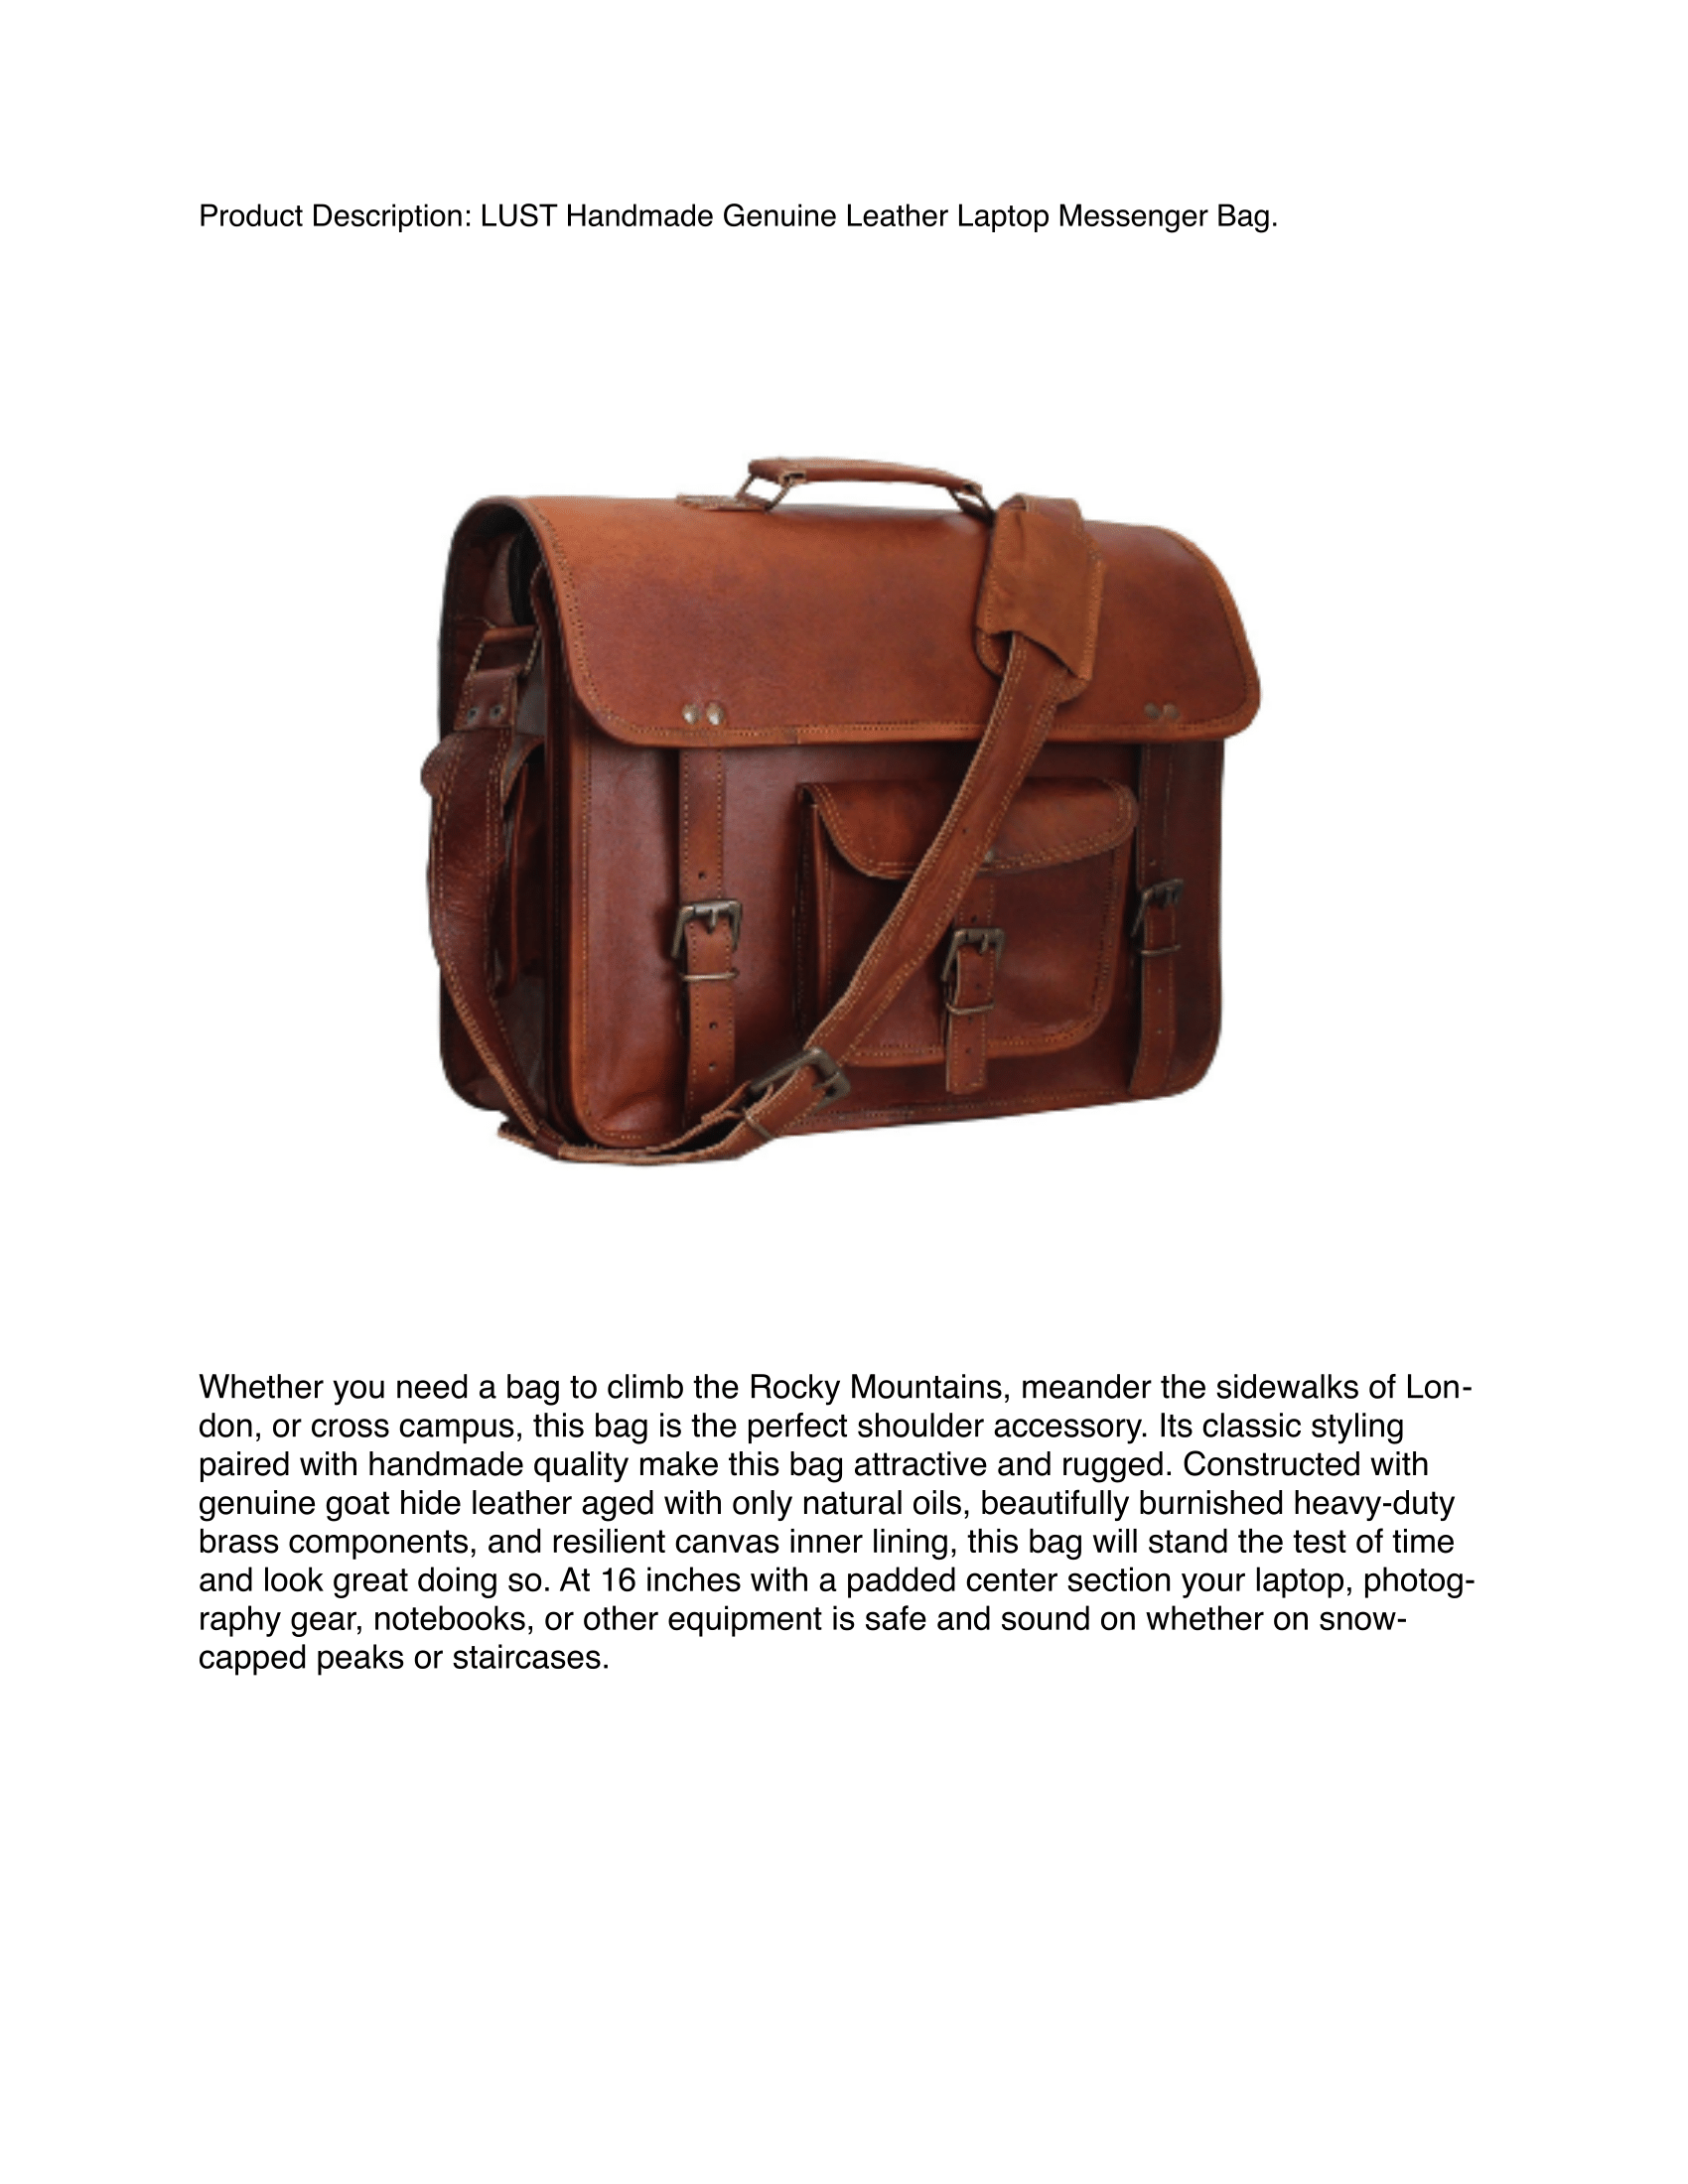 Product Description: LUST Handmade Genuine Leather Laptop Messenger Bag.
Whether you need a bag to climb the Rocky Mountains, meander the sidewalks of Lon-
don, or cross campus, this bag is the perfect shoulder accessory. Its classic styling
paired with handmade quality make this bag attractive and rugged. Constructed with
genuine goat hide leather aged with only natural oils, beautifully burnished heavy-duty
brass components, and resilient canvas inner lining, this bag will stand the test of time
and look great doing so. At 16 inches with a padded center section your laptop, photog-
raphy gear, notebooks, or other equipment is safe and sound on whether on snow-
capped peaks or staircases.